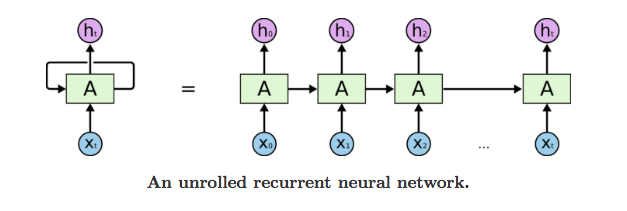 hₜ h₀ h₁ h₂ hₜ
A = A A A A
Xₜ X₀ X₁ X₂ ... Xₜ
An unrolled recurrent neural network.